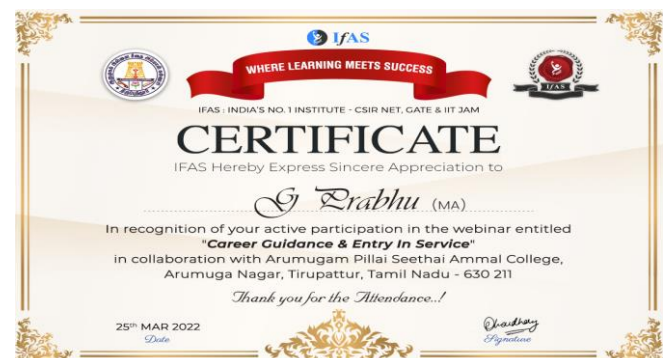 IfAS
WHERE LEARNING MEETS SUCCESS
IFAS
IFAS : INDIA'S NO. 1 INSTITUTE - CSIR NET, GATE & IIT JAM
CERTIFICATE
IFAS Hereby Express Sincere Appreciation to
G Prabhu (MA)
In recognition of your active participation in the webinar entitled
"Career Guidance & Entry In Service"
in collaboration with Arumugam Pillai Seethai Ammal College,
Arumuga Nagar, Tirupattur, Tamil Nadu - 630 211
Thank you for the Attendance..!
25th MAR 2022
Date
Chaudhary
Signature